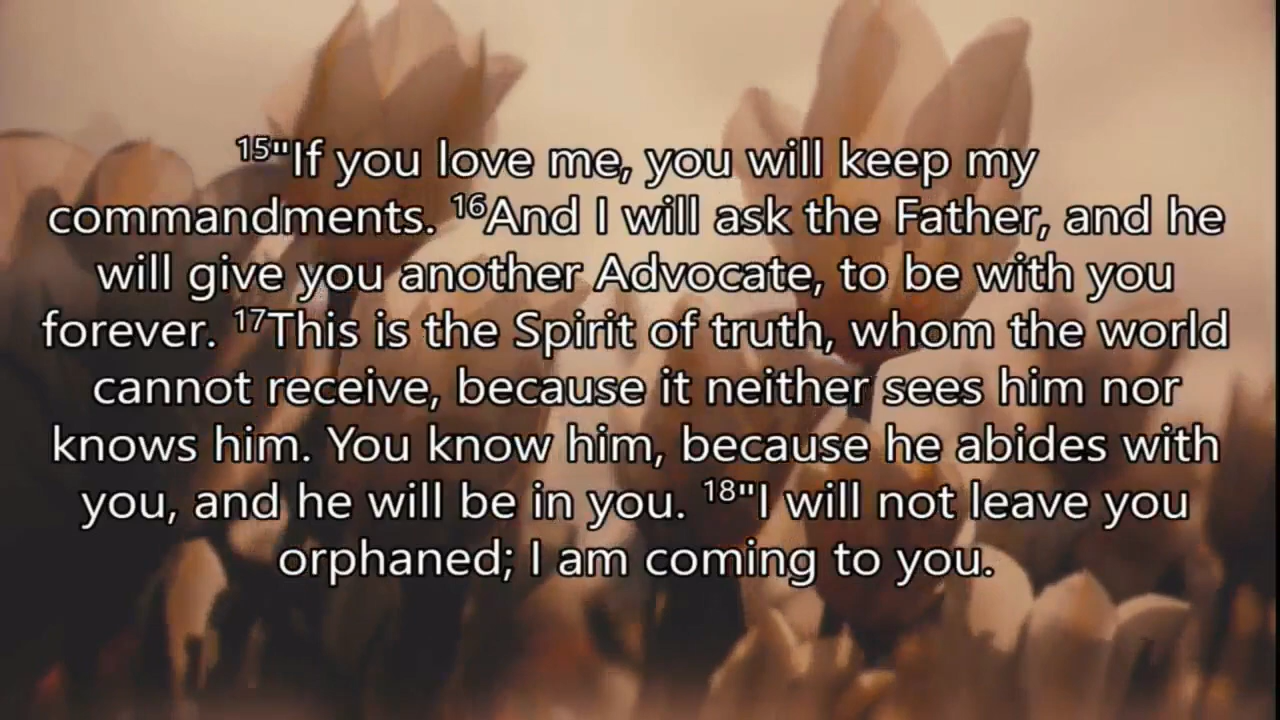 15"If you love me, you will keep my
commandments. 16And I will ask the Father, and he
will give you another Advocate, to be with you
forever. 17This is the Spirit of truth, whom the world
cannot receive, because it neither sees him nor
knows him. You know him, because he abides with
you, and he will be in you. 18"I will not leave you
orphaned; I am coming to you.